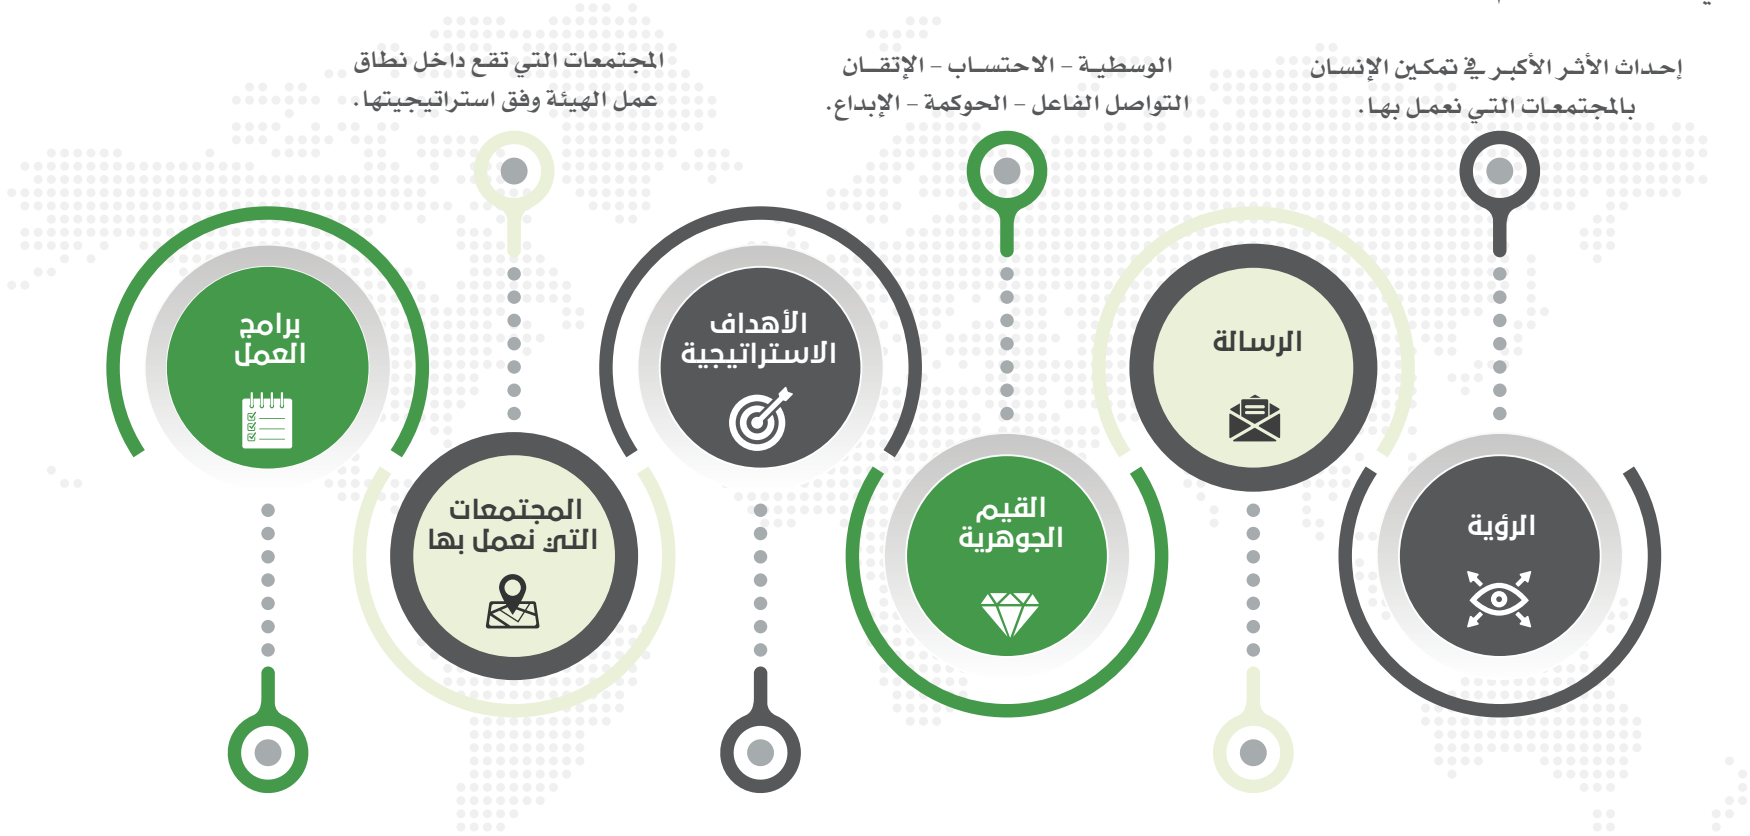 إحداث الأثر الأكبر في تمكين الإنسان
بالمجتمعات التي نعمل بها.
الوسطية – الاحتساب – الإتقان
التواصل الفاعل – الحوكمة – الإبداع.
المجتمعات التي تقع داخل نطاق
عمل الهيئة وفق استراتيجيتها.
الرؤية
الرسالة
القيم
الجوهرية
الأهداف
الاستراتيجية
المجتمعات
التي نعمل بها
برامج
العمل